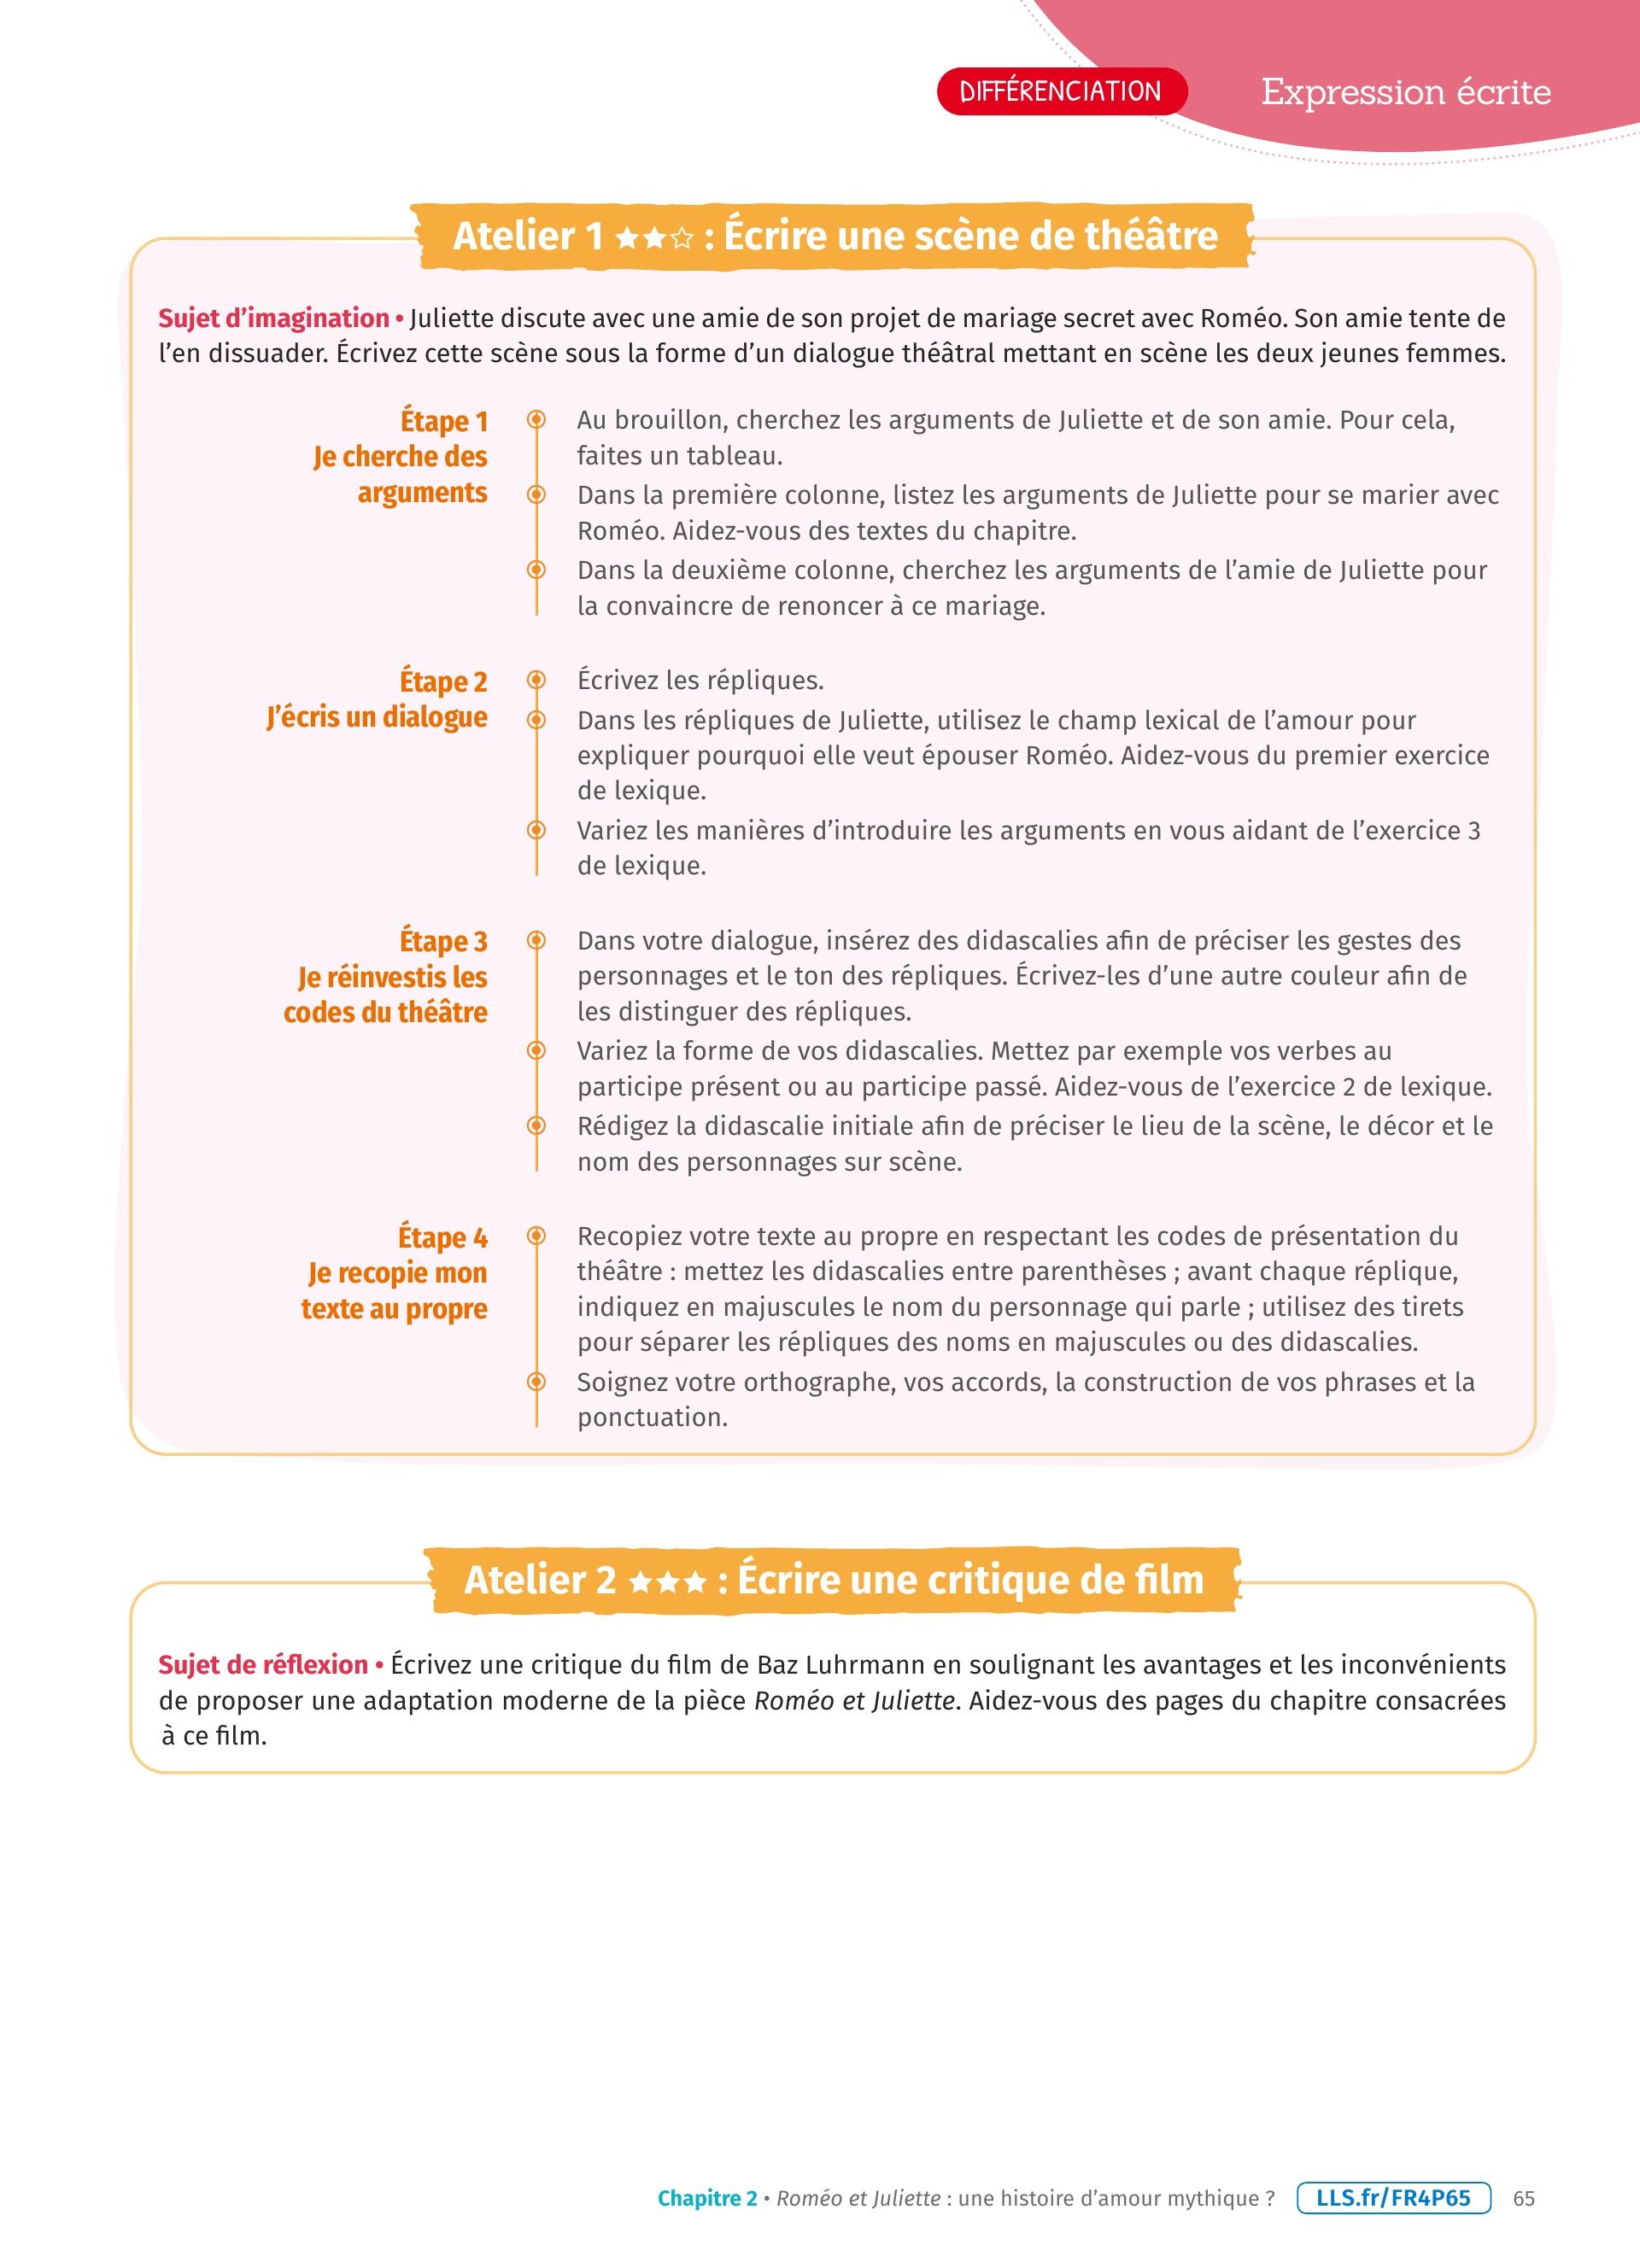 DIFFÉRENCIATION
Expression écrite
Atelier 1 ★★☆ : Écrire une scène de théâtre
Sujet d’imagination • Juliette discute avec une amie de son projet de mariage secret avec Roméo. Son amie tente de
l’en dissuader. Écrivez cette scène sous la forme d’un dialogue théâtral mettant en scène les deux jeunes femmes.
Étape 1
Je cherche des
arguments
Au brouillon, cherchez les arguments de Juliette et de son amie. Pour cela,
faites un tableau.
Dans la première colonne, listez les arguments de Juliette pour se marier avec
Roméo. Aidez-vous des textes du chapitre.
Dans la deuxième colonne, cherchez les arguments de l’amie de Juliette pour
la convaincre de renoncer à ce mariage.
Étape 2
J’écris un dialogue
Écrivez les répliques.
Dans les répliques de Juliette, utilisez le champ lexical de l’amour pour
expliquer pourquoi elle veut épouser Roméo. Aidez-vous du premier exercice
de lexique.
Variez les manières d’introduire les arguments en vous aidant de l’exercice 3
de lexique.
Étape 3
Je réinvestis les
codes du théâtre
Dans votre dialogue, insérez des didascalies afin de préciser les gestes des
personnages et le ton des répliques. Écrivez-les d’une autre couleur afin de
les distinguer des répliques.
Variez la forme de vos didascalies. Mettez par exemple vos verbes au
participe présent ou au participe passé. Aidez-vous de l’exercice 2 de lexique.
Rédigez la didascalie initiale afin de préciser le lieu de la scène, le décor et le
nom des personnages sur scène.
Étape 4
Je recopie mon
texte au propre
Recopiez votre texte au propre en respectant les codes de présentation du
théâtre : mettez les didascalies entre parenthèses ; avant chaque réplique,
indiquez en majuscules le nom du personnage qui parle ; utilisez des tirets
pour séparer les répliques des noms en majuscules ou des didascalies.
Soignez votre orthographe, vos accords, la construction de vos phrases et la
ponctuation.
Atelier 2 ★★★ : Écrire une critique de film
Sujet de réflexion • Écrivez une critique du film de Baz Luhrmann en soulignant les avantages et les inconvénients
de proposer une adaptation moderne de la pièce Roméo et Juliette. Aidez-vous des pages du chapitre consacrées
à ce film.
Chapitre 2 • Roméo et Juliette : une histoire d’amour mythique ? LLS.fr/FR4P65 65